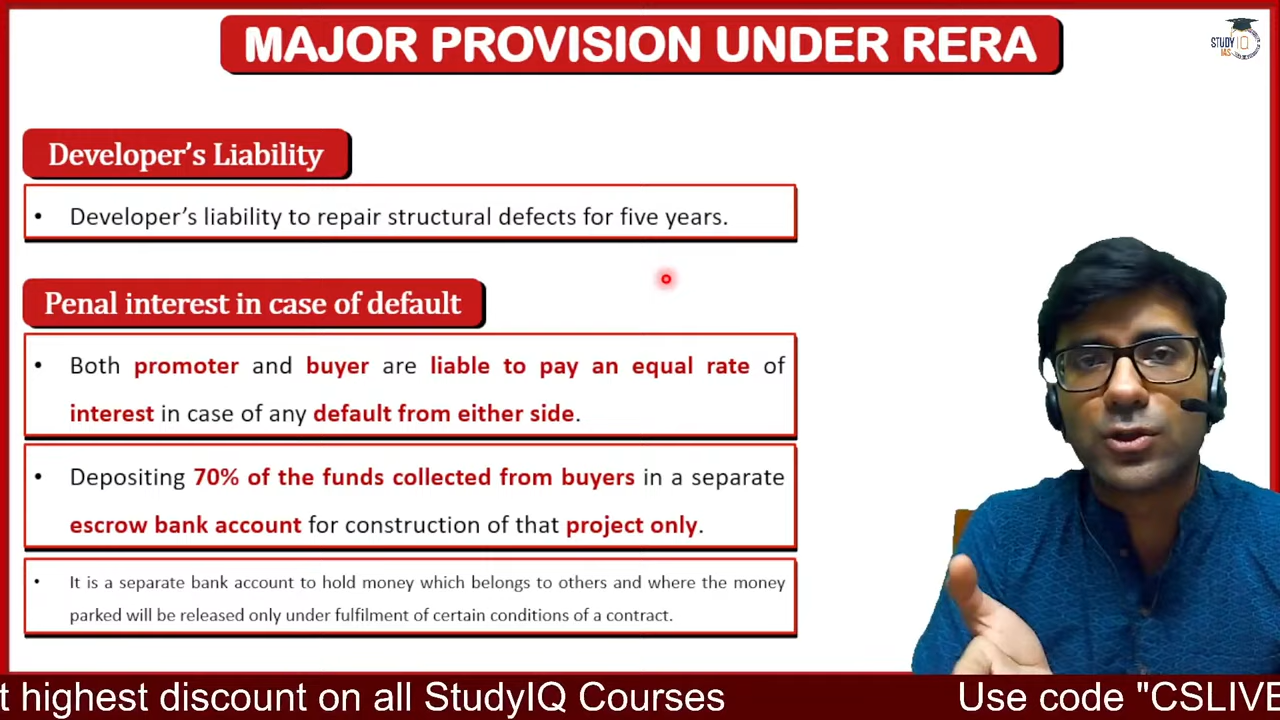 MAJOR PROVISION UNDER RERA
STUDY IQ
IAS
Developer’s Liability
• Developer’s liability to repair structural defects for five years.
Penal interest in case of default
• Both promoter and buyer are liable to pay an equal rate of
interest in case of any default from either side.
• Depositing 70% of the funds collected from buyers in a separate
escrow bank account for construction of that project only.
• It is a separate bank account to hold money which belongs to others and where the money
parked will be released only under fulfilment of certain conditions of a contract.
t highest discount on all StudyIQ Courses Use code "CSLIVE